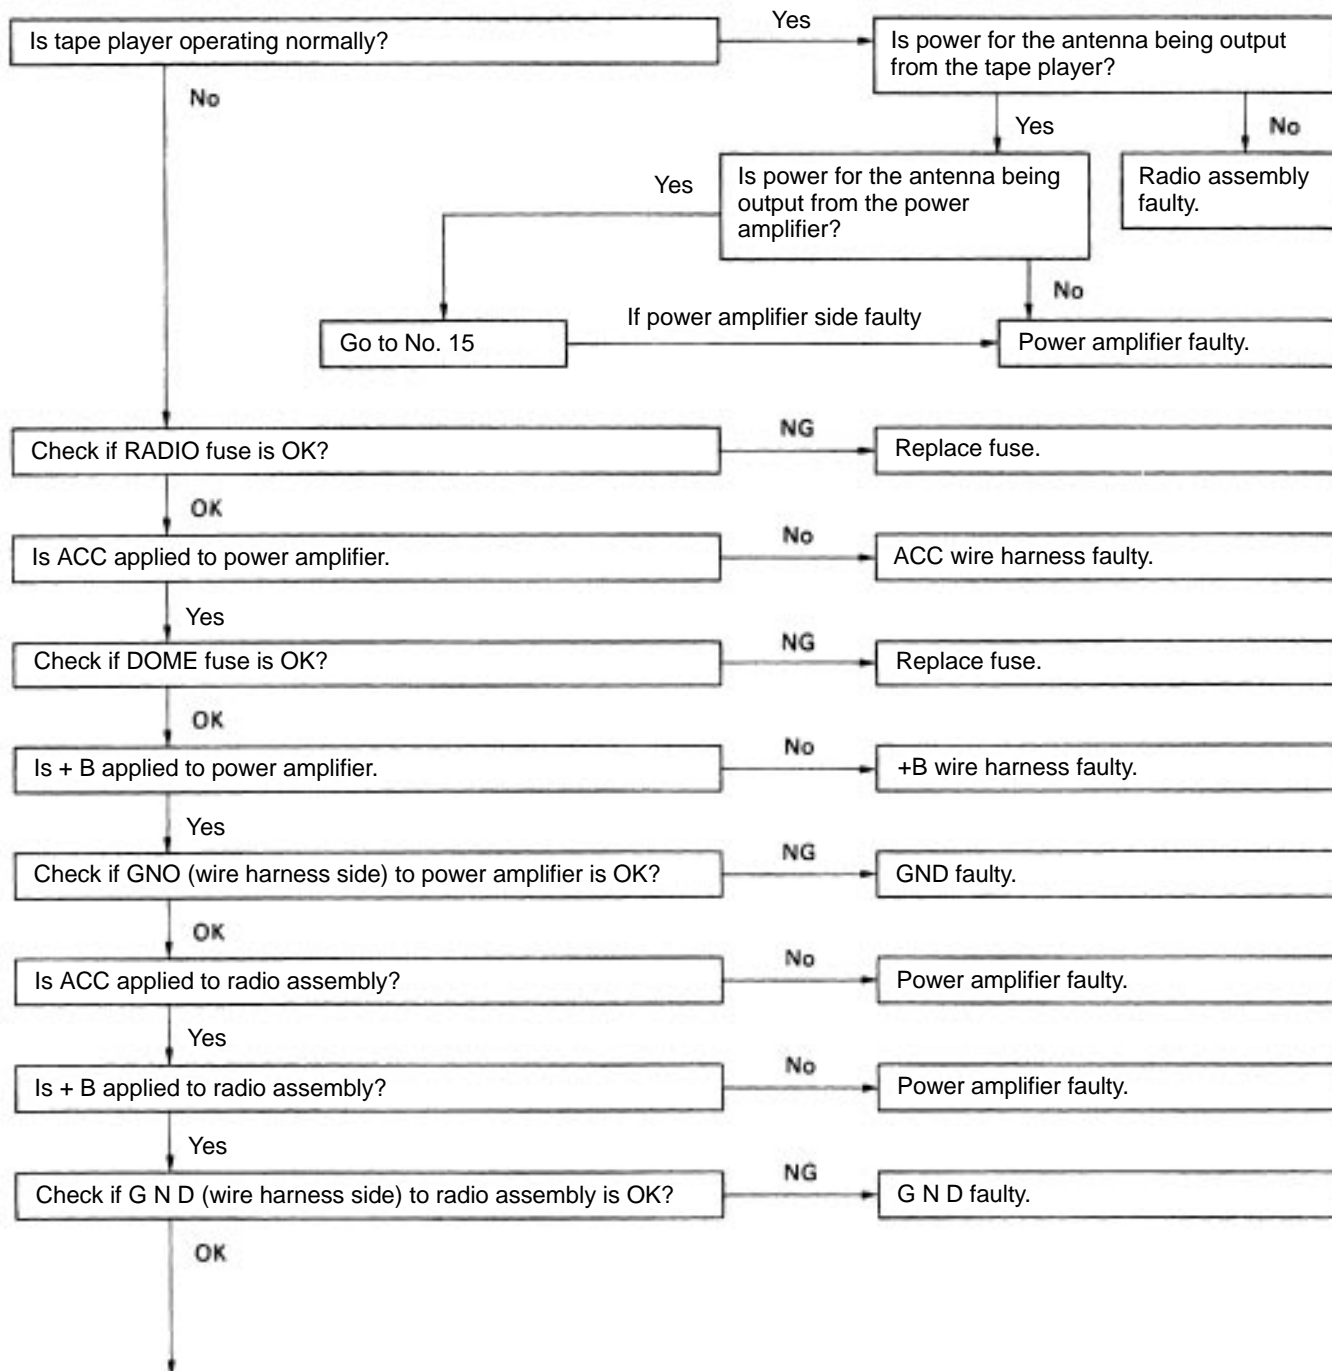 Is tape player operating normally?
Yes
Is power for the antenna being output
from the tape player?
No
Yes
No
Is power for the antenna being
output from the power
amplifier?
Radio assembly
faulty.
Yes
No
Go to No. 15
If power amplifier side faulty
Power amplifier faulty.
Check if RADIO fuse is OK?
NG
Replace fuse.
OK
Is ACC applied to power amplifier.
No
ACC wire harness faulty.
Yes
Check if DOME fuse is OK?
NG
Replace fuse.
OK
Is + B applied to power amplifier.
No
+B wire harness faulty.
Yes
Check if GNO (wire harness side) to power amplifier is OK?
NG
GND faulty.
OK
Is ACC applied to radio assembly?
No
Power amplifier faulty.
Yes
Is + B applied to radio assembly?
No
Power amplifier faulty.
Yes
Check if G N D (wire harness side) to radio assembly is OK?
NG
G N D faulty.
OK